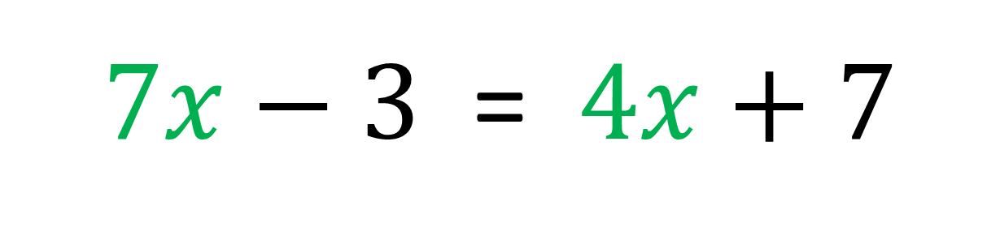 7x − 3 = 4x + 7